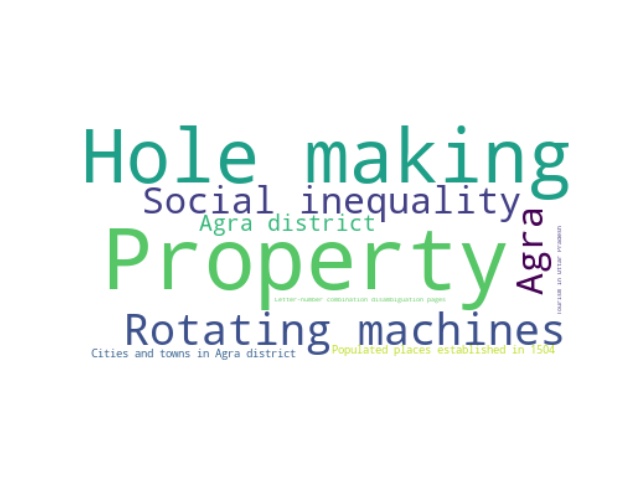 Hole making
Social inequality
Agra
Agra district
Property
Tourism in Uttar Pradesh
Letter-number combination disambiguation pages
Rotating machines
Cities and towns in Agra district
Populated places established in 1504